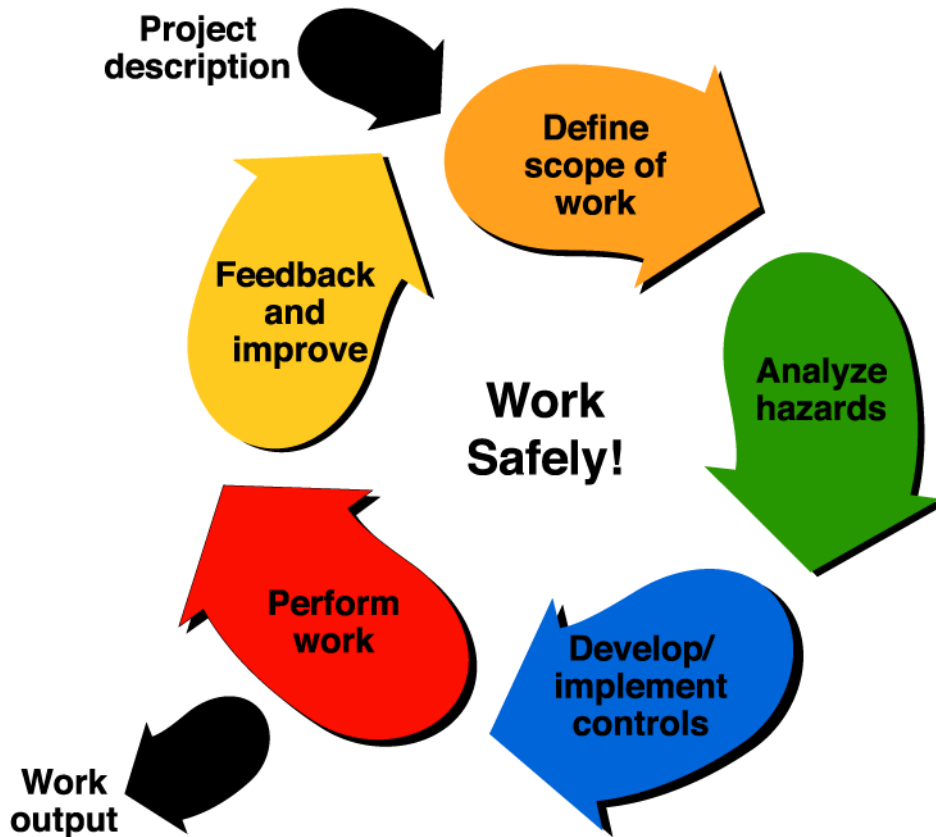 Project
description
Define
scope of
work
Analyze
hazards
Develop/
implement
controls
Perform
work
Work
output
Feedback
and
improve
Work
Safely!